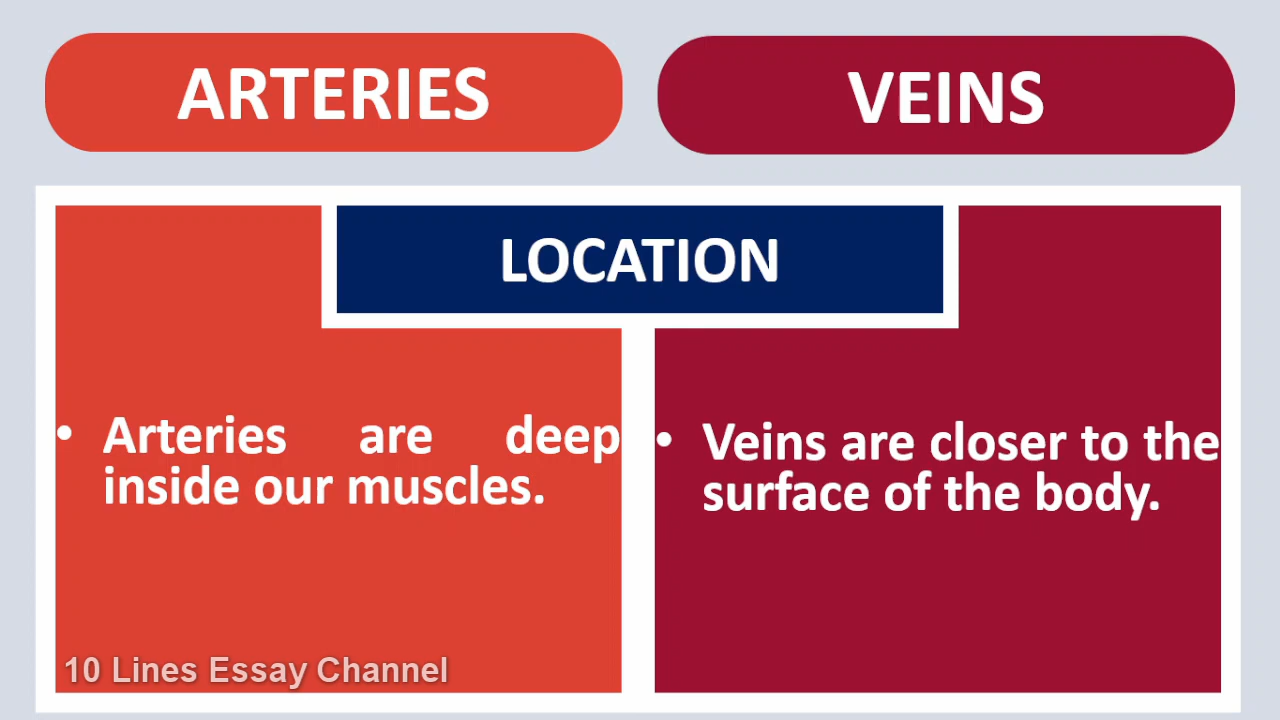 ARTERIES
VEINS
LOCATION
• Arteries are deep
inside our muscles.
• Veins are closer to the
surface of the body.
10 Lines Essay Channel